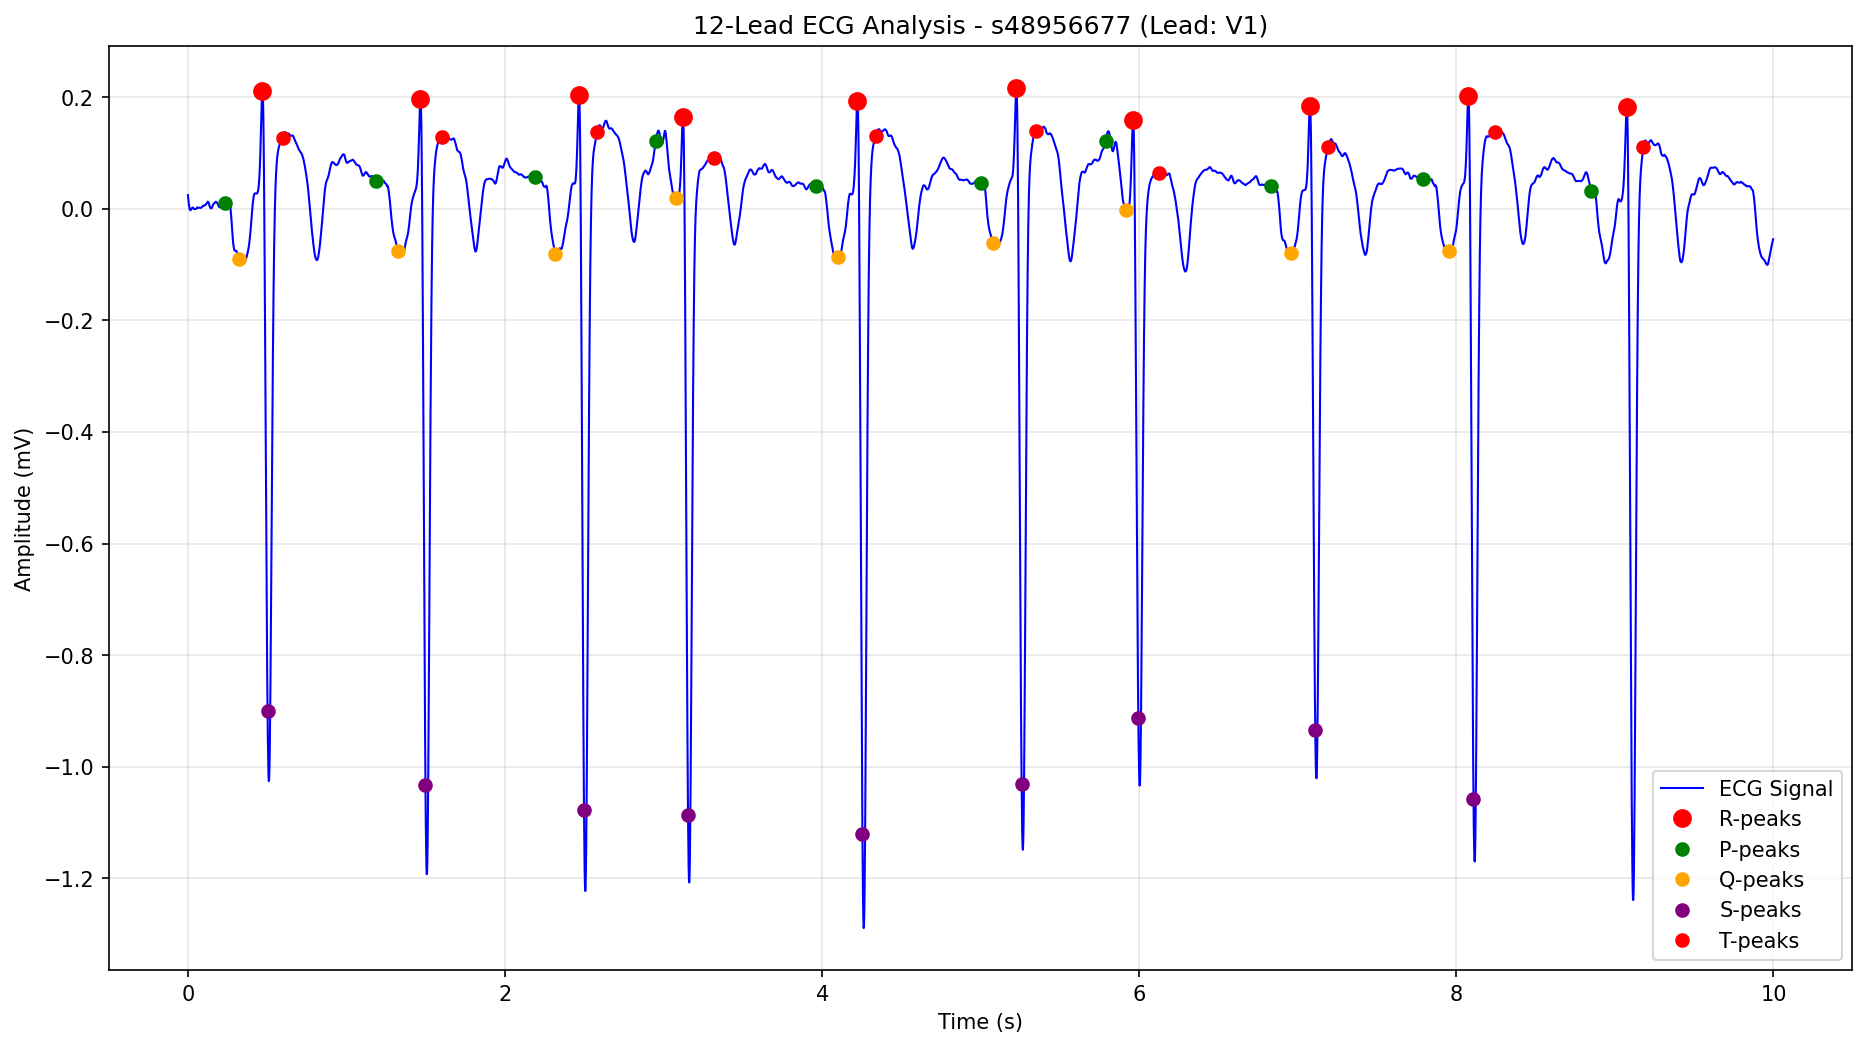 12-Lead ECG Analysis - s48956677 (Lead: V1)
Amplitude (mV)
0.2
0.0
−0.2
−0.4
−0.6
−0.8
−1.0
−1.2
ECG Signal
R-peaks
P-peaks
Q-peaks
S-peaks
T-peaks
0 2 4 6 8 10
Time (s)